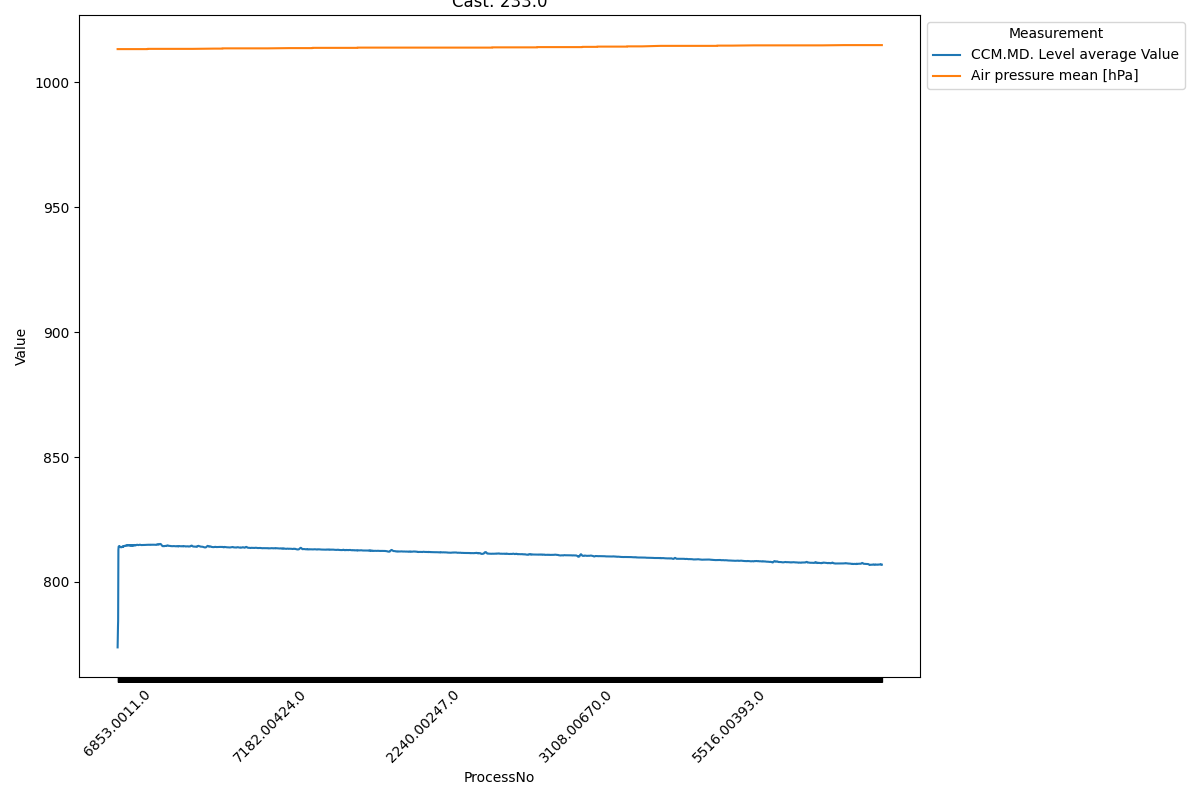 Cast: 233.0
Measurement
CCM.MD. Level average Value
Air pressure mean [hPa]
1000
950
900
850
800
Value
6853.0011.0
7182.00424.0
2240.00247.0
3108.00670.0
5516.00393.0
ProcessNo